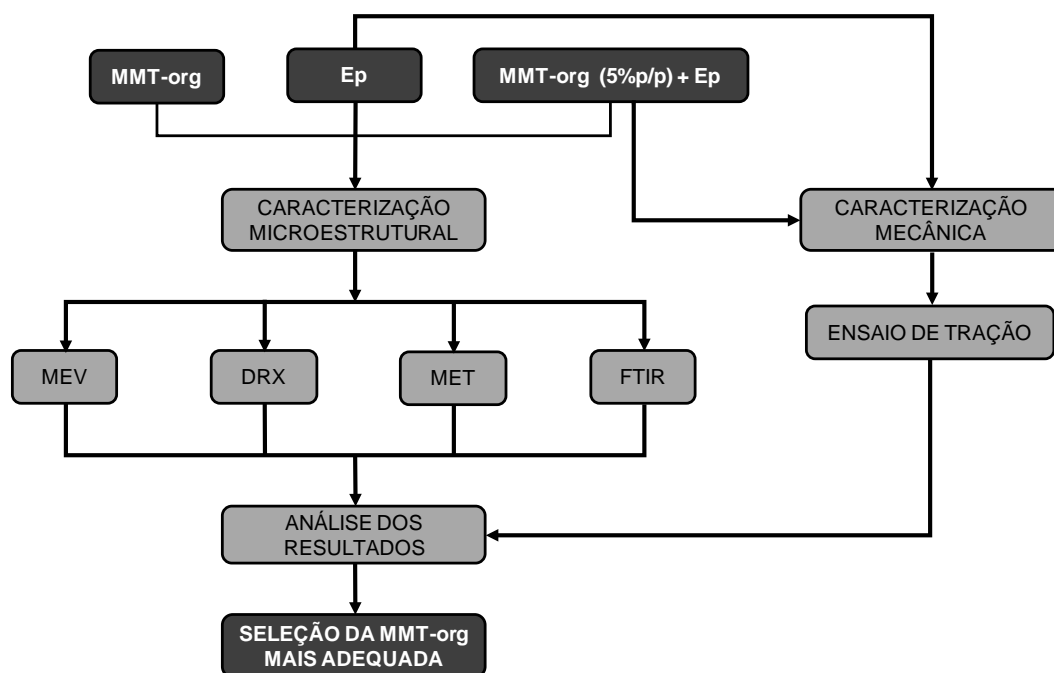 MMT-org
Ep
MMT-org (5%p/p) + Ep
CARACTERIZAÇÃO
MICROESTRUTURAL
CARACTERIZAÇÃO
MECÂNICA
ENSAIO DE TRAÇÃO
MEV
DRX
MET
FTIR
ANÁLISE DOS
RESULTADOS
SELEÇÃO DA MMT-org
MAIS ADEQUADA